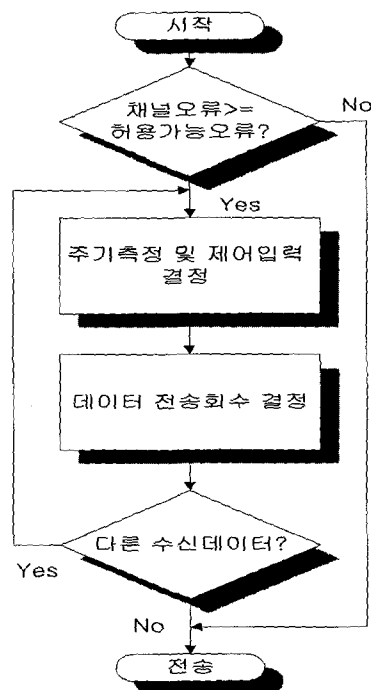 시작
채널오류>=
허용가능오류?
No
Yes
주기측정 및 제어입력
결정
데이터 전송회수 결정
다른 수신데이터?
Yes
No
전송